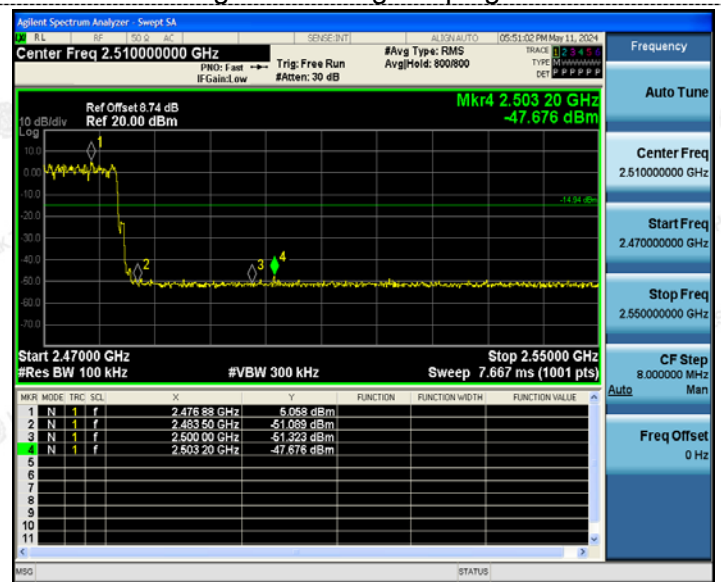 Agilent Spectrum Analyzer - Swept SA
RL RF 50 Ω AC SENSE:INT ALIGNAUTO 05:51:02 PM May 11, 2024
Center Freq 2.510000000 GHz
PNO: Fast
IFGain:Low
Trig: Free Run
#Atten: 30 dB
#Avg Type: RMS
Avg|Hold: 800/800
TRACE 1 2 3 4 5 6
TYPE M
DET P P P P P P
Ref Offset 8.74 dB
10 dB/div Ref 20.00 dBm
Log
Mkr4 2.503 20 GHz
-47.676 dBm
10.0
0.00
-10.0
-20.0
-30.0
-40.0
-50.0
-60.0
-70.0
1
2
3
4
-14.94 dBm
Start 2.47000 GHz Stop 2.55000 GHz
#Res BW 100 kHz #VBW 300 kHz Sweep 7.667 ms (1001 pts)
MKR MODE TRC SCL X Y FUNCTION FUNCTION WIDTH FUNCTION VALUE
1 N 1 f 2.476 88 GHz 5.058 dBm
2 N 1 f 2.483 50 GHz -51.089 dBm
3 N 1 f 2.500 00 GHz -51.323 dBm
4 N 1 f 2.503 20 GHz -47.676 dBm
5
6
7
8
9
10
11
MSG STATUS
Frequency
Auto Tune
Center Freq
2.510000000 GHz
Start Freq
2.470000000 GHz
Stop Freq
2.550000000 GHz
CF Step
8.000000 MHz
Auto Man
Freq Offset
0 Hz